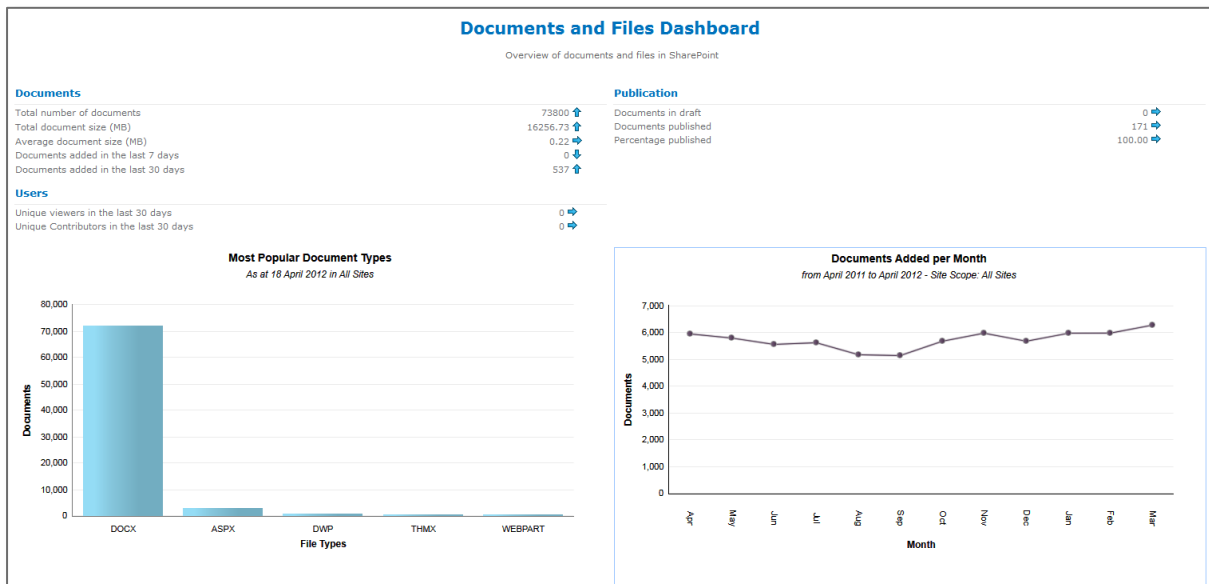 Documents and Files Dashboard
Overview of documents and files in SharePoint
Documents
Total number of documents 73800
Total document size (MB) 16256.73
Average document size (MB) 0.22
Documents added in the last 7 days 0
Documents added in the last 30 days 537
Users
Unique viewers in the last 30 days 0
Unique Contributors in the last 30 days 0
Publication
Documents in draft 0
Documents published 171
Percentage published 100.00
Most Popular Document Types
As at 18 April 2012 in All Sites
80,000
70,000
60,000
50,000
40,000
30,000
20,000
10,000
0
Documents
DOCX ASPX DWP THMX WEBPART
File Types
Documents Added per Month
from April 2011 to April 2012 - Site Scope: All Sites
7,000
6,000
5,000
4,000
3,000
2,000
1,000
0
Documents
Apr May Jun Jul Aug Sep Oct Nov Dec Jan Feb Mar
Month